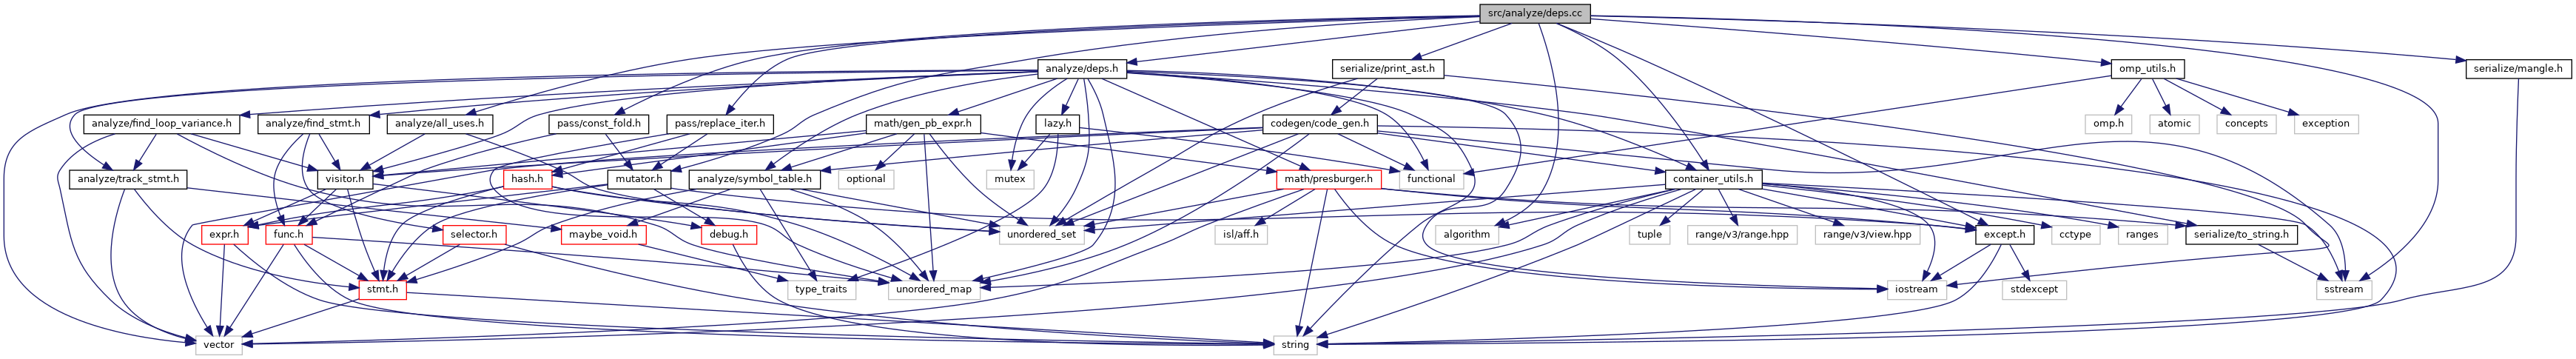 src/analyze/deps.cc
analyze/deps.h
serialize/print_ast.h
omp_utils.h
serialize/mangle.h
analyze/find_loop_variance.h
analyze/find_stmt.h
analyze/all_uses.h
pass/const_fold.h
pass/replace_iter.h
math/gen_pb_expr.h
lazy.h
codegen/code_gen.h
omp.h
atomic
concepts
exception
analyze/track_stmt.h
visitor.h
hash.h
mutator.h
analyze/symbol_table.h
optional
mutex
math/presburger.h
functional
container_utils.h
expr.h
func.h
selector.h
maybe_void.h
debug.h
unordered_set
isl/aff.h
algorithm
tuple
range/v3/range.hpp
range/v3/view.hpp
except.h
cctype
ranges
serialize/to_string.h
stmt.h
type_traits
unordered_map
iostream
stdexcept
sstream
vector
string